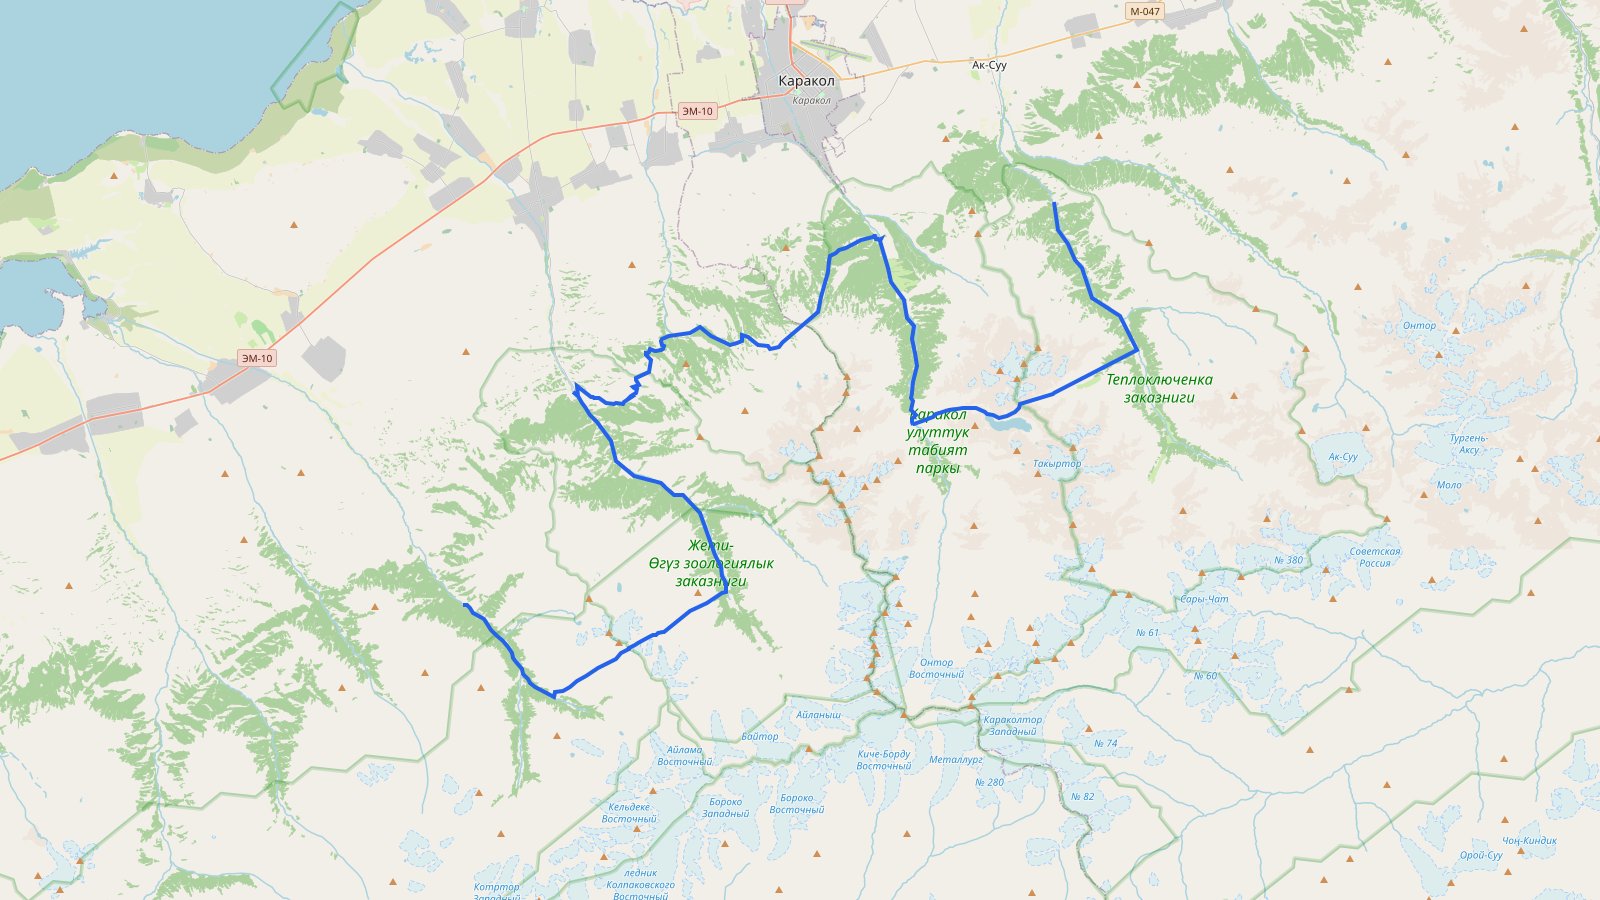 М-047
Ак-Суу
Каракол
Каракол
ЭМ-10
Онтор
ЭМ-10
Теплоключенка
заказниги
Каракол
улуттук
табият
паркы
Такыртор
Ак-Суу
Тургень-
Аксу
Моло
Жети-
Өгүз зоологиялык
заказниги
№ 380
Советская
Россия
Сары-Чат
№ 61
№ 60
Онтор
Восточный
Айланыш
Караколтор
Западный
Байтор
Айлама
Восточный
Киче-Борду
Восточный
Металлург
№ 74
№ 280
№ 82
Кельдеке
Восточный
Бороко
Западный
Бороко
Восточный
Чоң-Киндик
Орой-Суу
ледник
Колпаковского
Восточный
Котртор
Западный